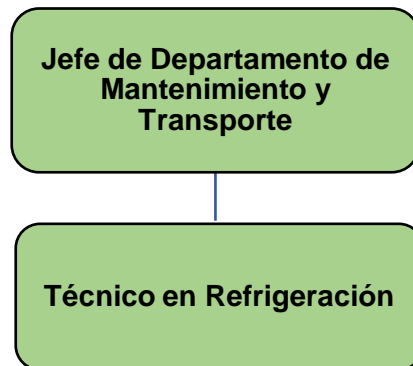 Jefe de Departamento de
Mantenimiento y
Transporte
Técnico en Refrigeración